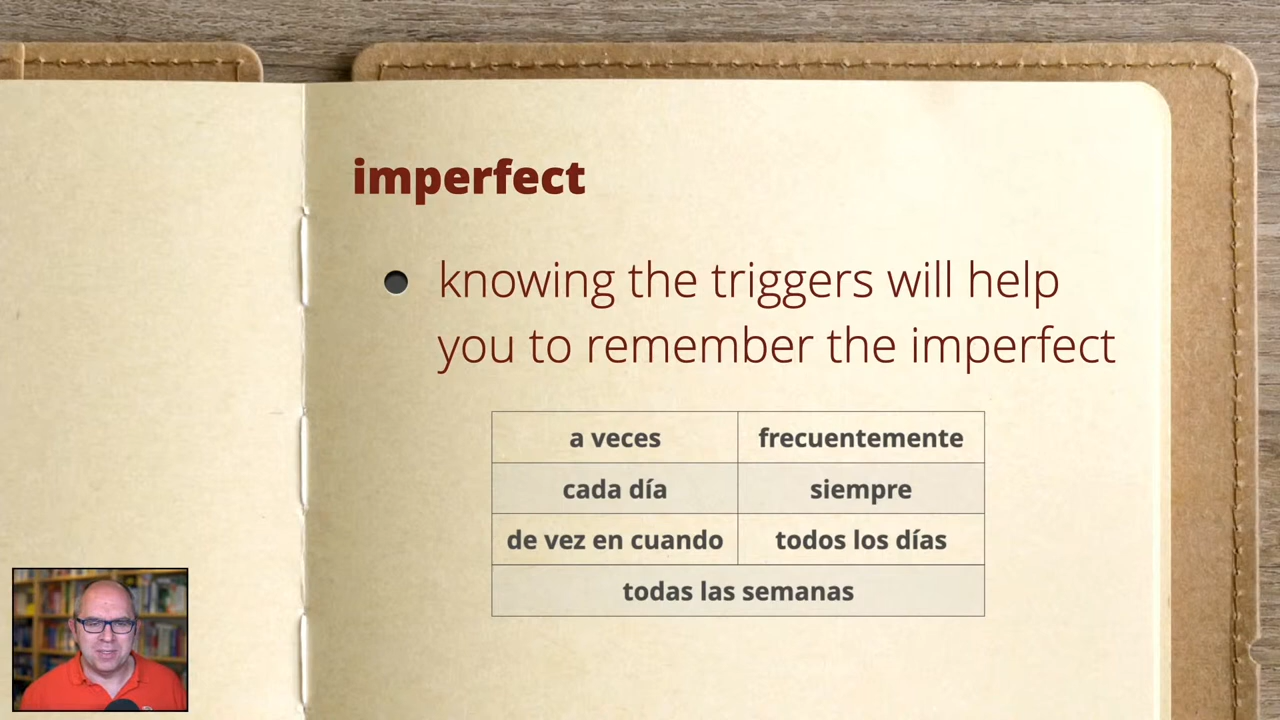 imperfect
knowing the triggers will help
you to remember the imperfect
a veces frecuentemente
cada día siempre
de vez en cuando todos los días
todas las semanas